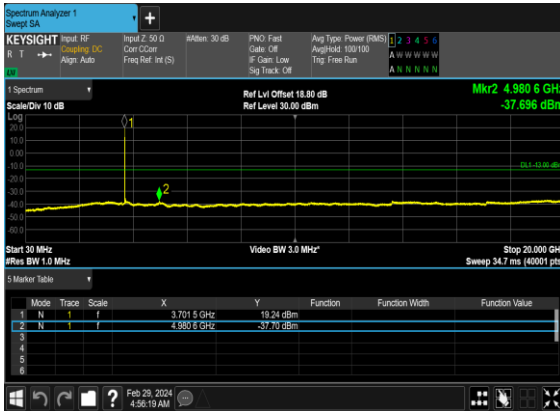 Spectrum Analyzer 1
Swept SA
+
KEYSIGHT
R T
Input: RF
Coupling: DC
Align: Auto
Input Z: 50 Ω
Corr CCorr
Freq Ref: Int (S)
#Atten: 30 dB
PNO: Fast
Gate: Off
IF Gain: Low
Sig Track: Off
Avg Type: Power (RMS)
Avg|Hold: 100/100
Trig: Free Run
1 2 3 4 5 6
A W W W W W
A N N N N N
1 Spectrum
Scale/Div 10 dB
Ref Lvl Offset 18.80 dB
Ref Level 30.00 dBm
Mkr2 4.980 6 GHz
-37.696 dBm
Log
20.0
10.0
0.00
-10.0
-20.0
-30.0
-40.0
-50.0
-60.0
1
2
DL1 -13.00 dBm
Start 30 MHz
#Res BW 1.0 MHz
Video BW 3.0 MHz*
Stop 20.000 GH
Sweep 34.7 ms (40001 pts
5 Marker Table
Mode Trace Scale X Y Function Function Width Function Value
1 N 1 f 3.701 5 GHz 19.24 dBm
2 N 1 f 4.980 6 GHz -37.70 dBm
3
4
5
6
?
Feb 29, 2024
4:56:19 AM